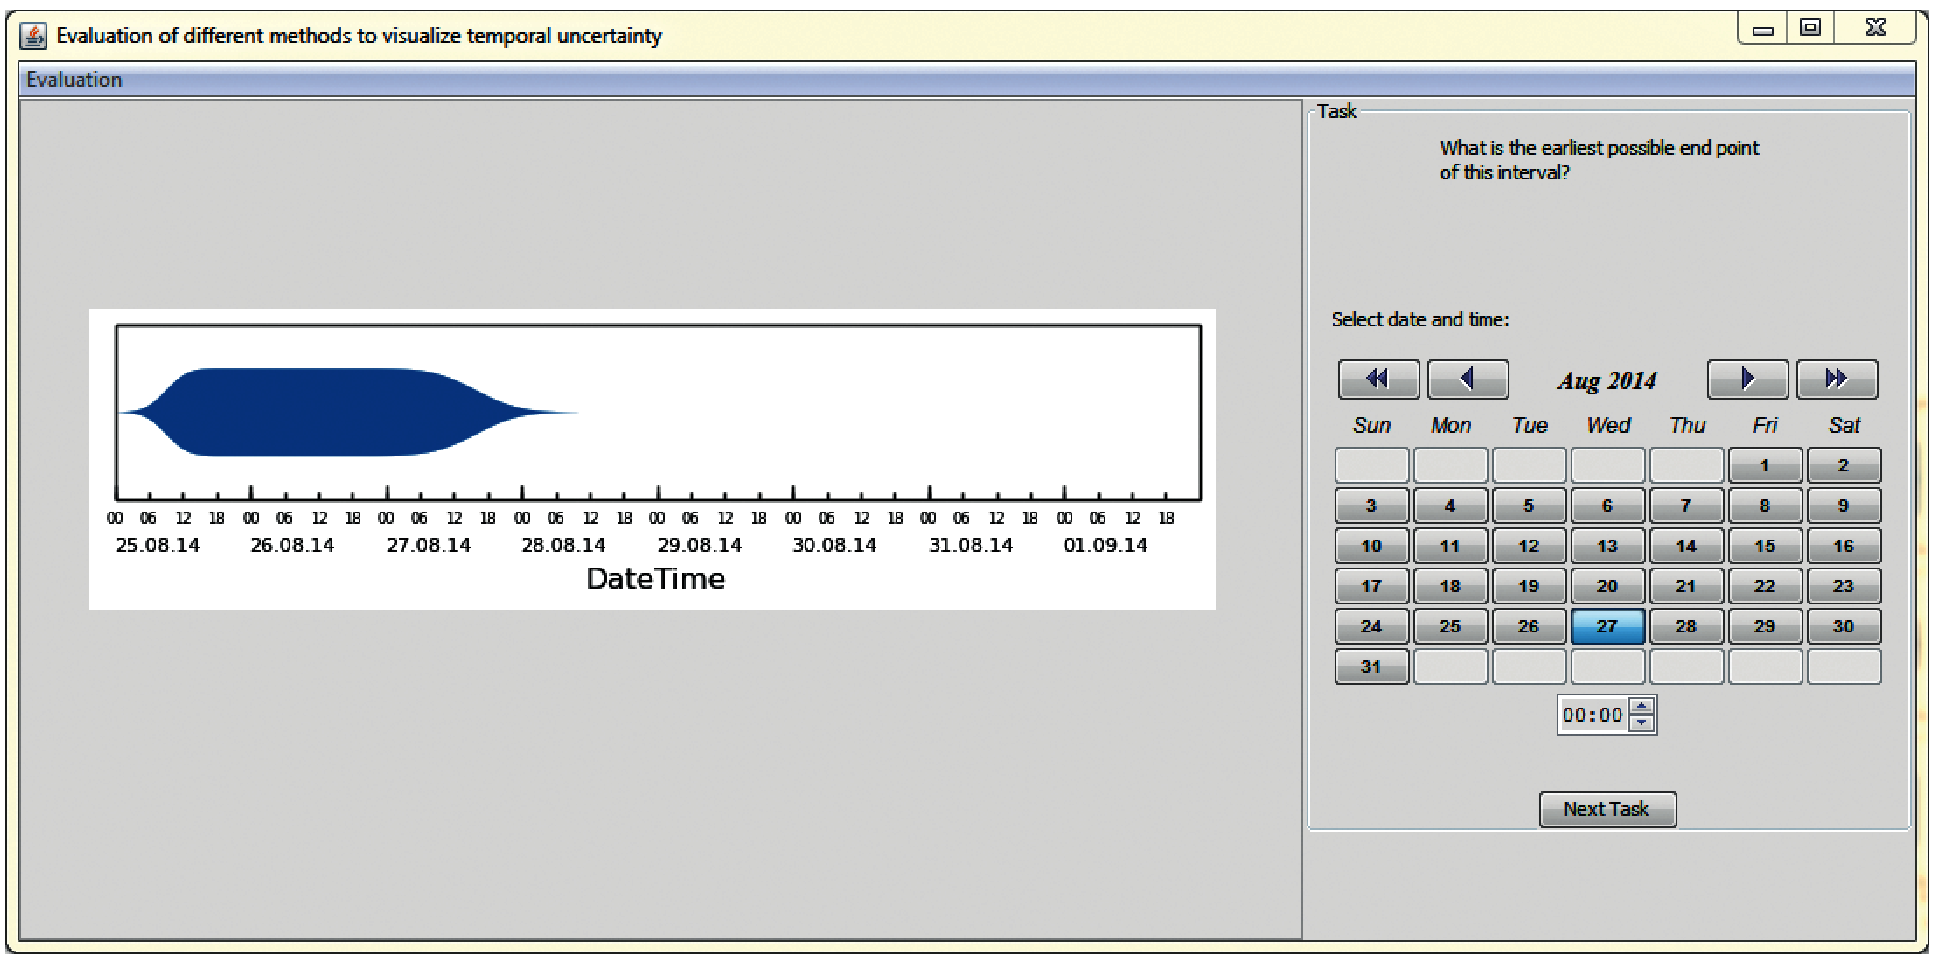 Evaluation of different methods to visualize temporal uncertainty
Evaluation
00 06 12 18 00 06 12 18 00 06 12 18 00 06 12 18 00 06 12 18 00 06 12 18 00 06 12 18 00 06 12 18
25.08.14 26.08.14 27.08.14 28.08.14 29.08.14 30.08.14 31.08.14 01.09.14
DateTime
Task
What is the earliest possible end point
of this interval?
Select date and time:
Aug 2014
Sun Mon Tue Wed Thu Fri Sat
1 2
3 4 5 6 7 8 9
10 11 12 13 14 15 16
17 18 19 20 21 22 23
24 25 26 27 28 29 30
31
00:00
Next Task